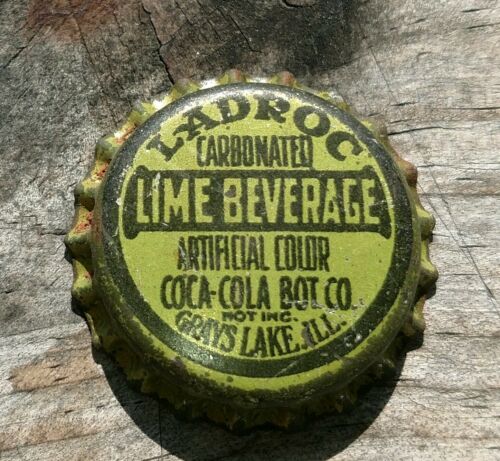 LADROC
CARBONATED
LIME BEVERAGE
ARTIFICIAL COLOR
COCA-COLA BOT CO.
NOT INC.
GRAYS LAKE, ILL.